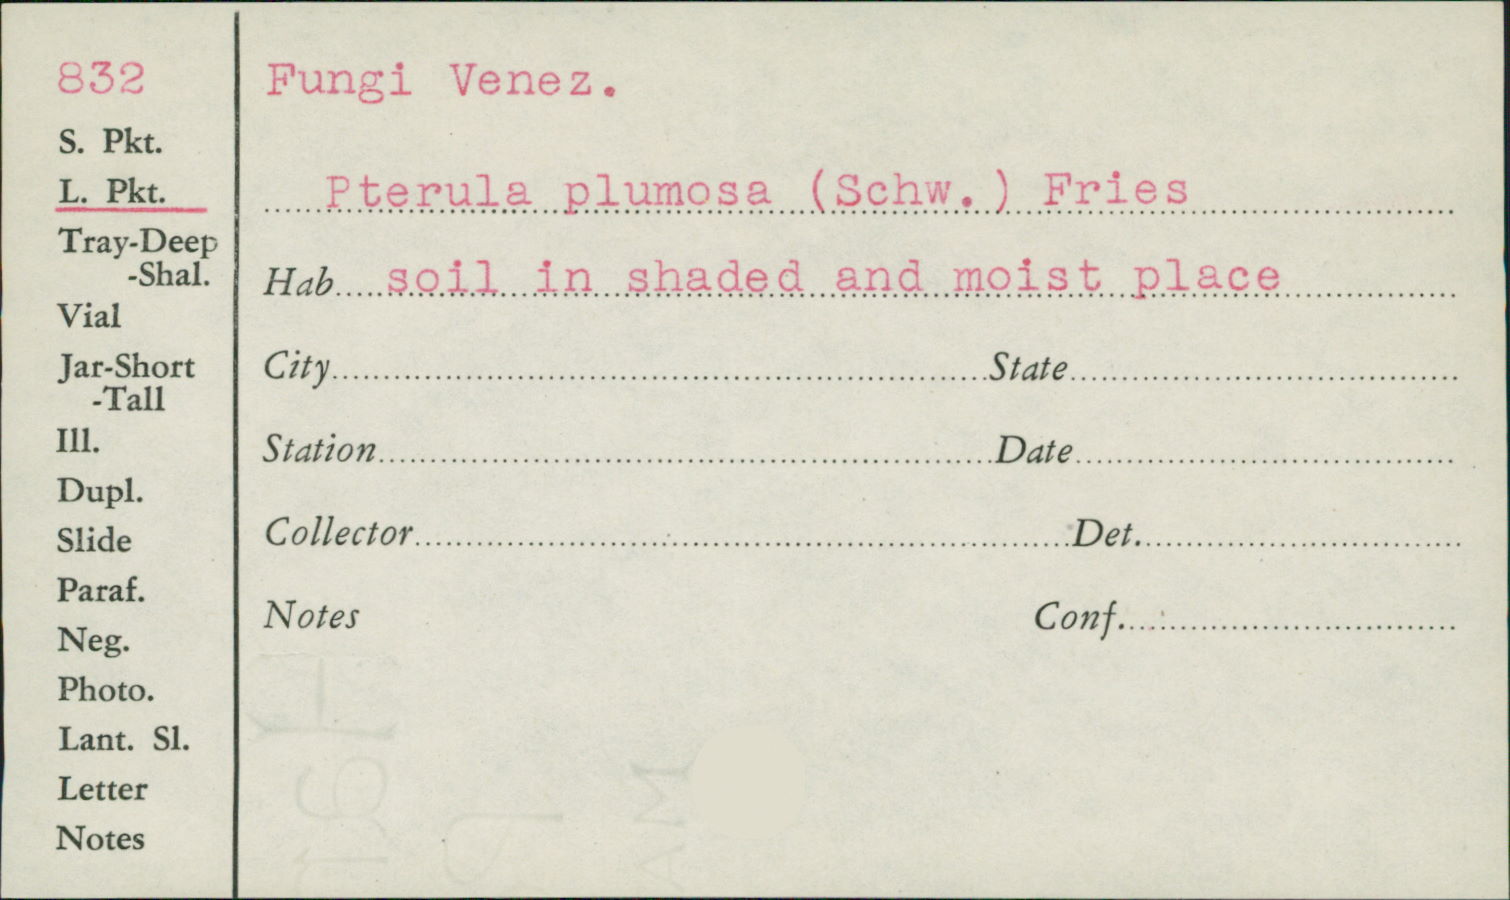 832
S. Pkt.
L. Pkt.
Tray-Deep
-Shal.
Vial
Jar-Short
-Tall
Ill.
Dupl.
Slide
Paraf.
Neg.
Photo.
Lant. Sl.
Letter
Notes
Fungi Venez.
Pterula plumosa (Schw.) Fries
Hab. soil in shaded and moist place
City State
Station Date
Collector Det.
Notes Conf.